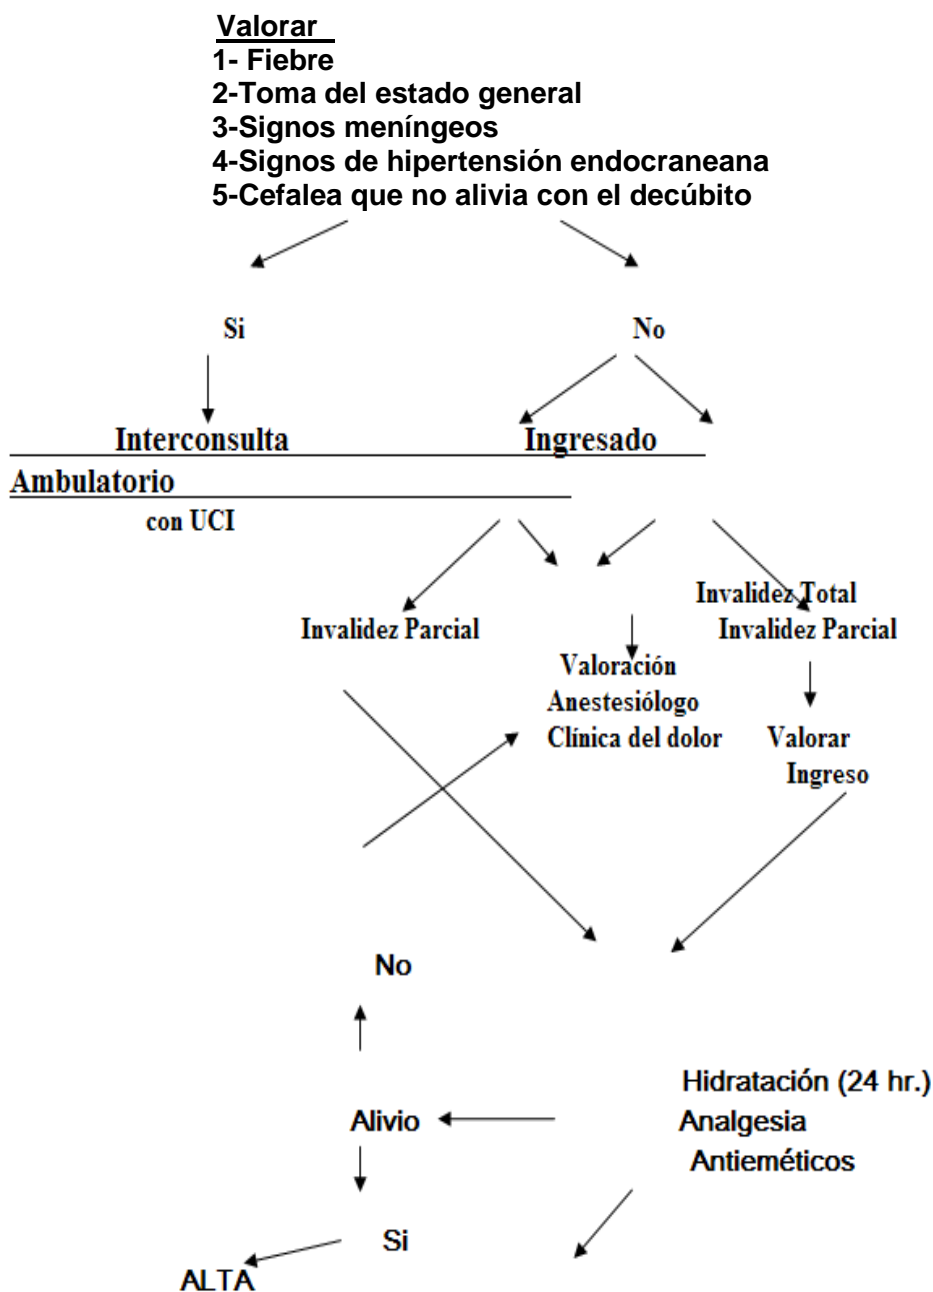 Valorar
1- Fiebre
2-Toma del estado general
3-Signos meníngeos
4-Signos de hipertensión endocraneana
5-Cefalea que no alivia con el decúbito
Si
No
Interconsulta
Ingresado
Ambulatorio
con UCI
Invalidez Total
Invalidez Parcial
Invalidez Parcial
Valoración
Anestesiólogo
Clínica del dolor
Valorar
Ingreso
No
Hidratación (24 hr.)
Alivio
Analgesia
Antieméticos
Si
ALTA